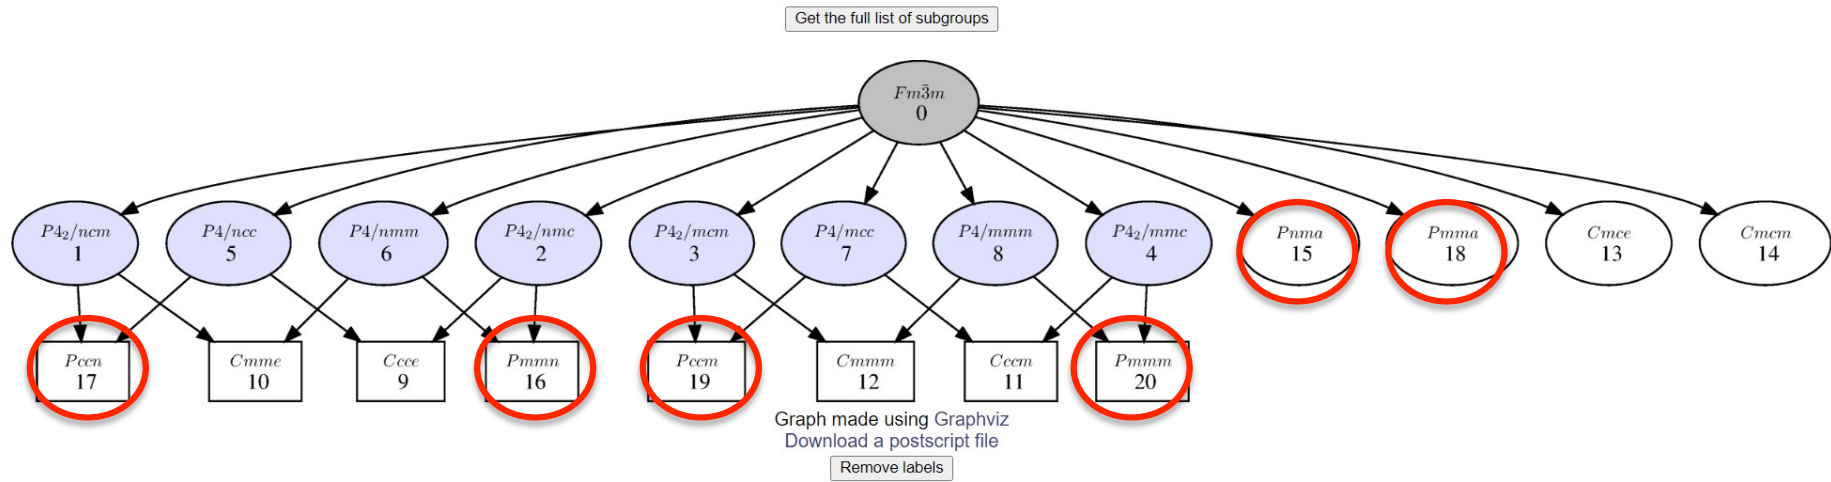 Get the full list of subgroups
Fm3̄m
0
P4₂/ncm
1
P4/ncc
5
P4/nmm
6
P4₂/nmc
2
P4₂/mcm
3
P4/mcc
7
P4/mmm
8
P4₂/mmc
4
Pnma
15
Pmma
18
Cmce
13
Cmcm
14
Pccn
17
Cmme
10
Ccce
9
Pmmn
16
Pccm
19
Cmmm
12
Cccm
11
Pmmm
20
Graph made using Graphviz
Download a postscript file
Remove labels